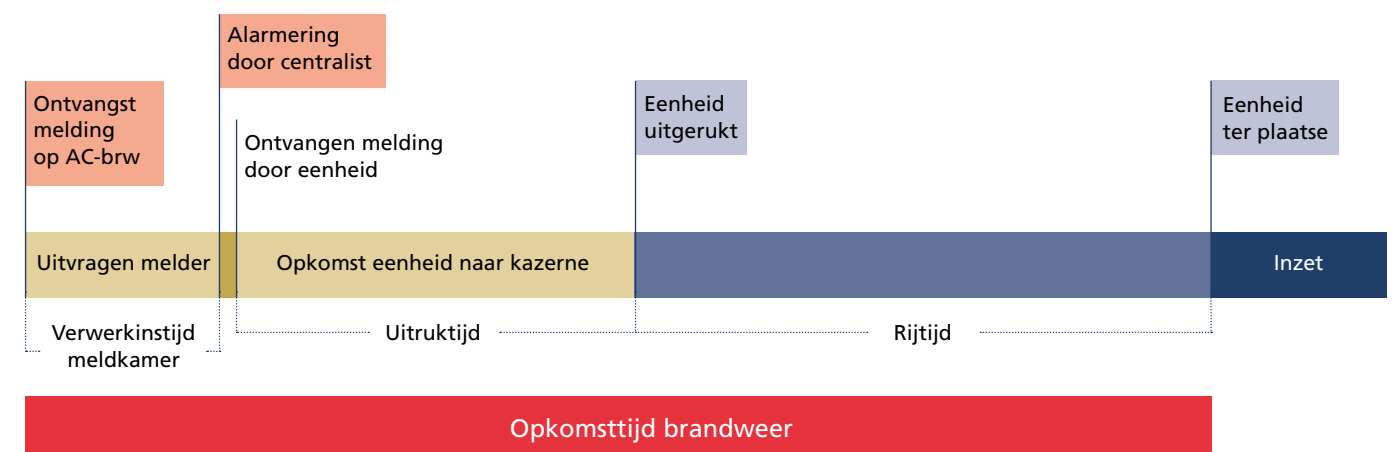 Alarmering
door centralist
Ontvangst
melding
op AC-brw
Eenheid
uitgerukt
Eenheid
ter plaatse
Ontvangen melding
door eenheid
Uitvragen melder
Opkomst eenheid naar kazerne
Inzet
Verwerkinstijd
meldkamer
Uitruktijd
Rijtijd
Opkomsttijd brandweer